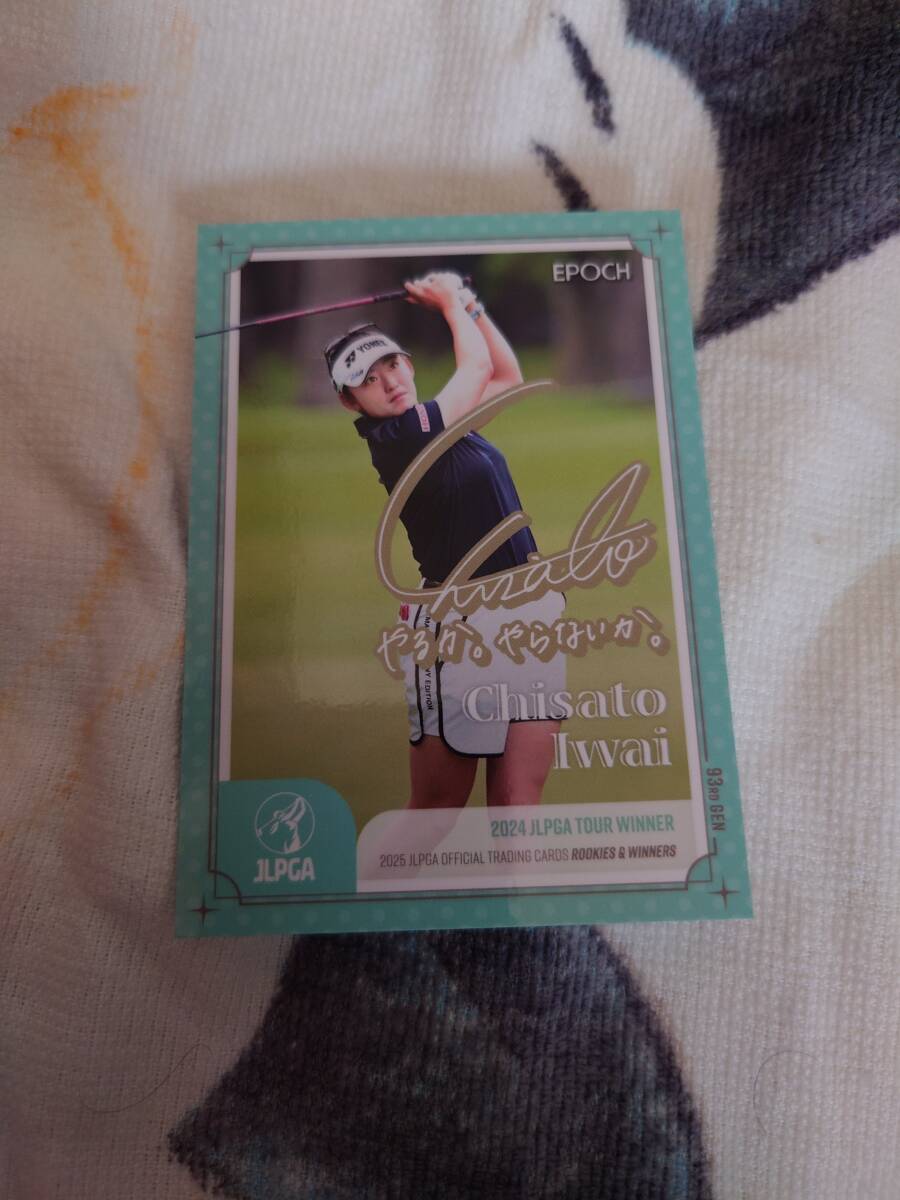 EPOCH
YONEX
Chisato
やるか。やらないか。
Chisato
Iwai
93RD GEN
2024 JLPGA TOUR WINNER
2025 JLPGA OFFICIAL TRADING CARDS ROOKIES & WINNERS
JLPGA